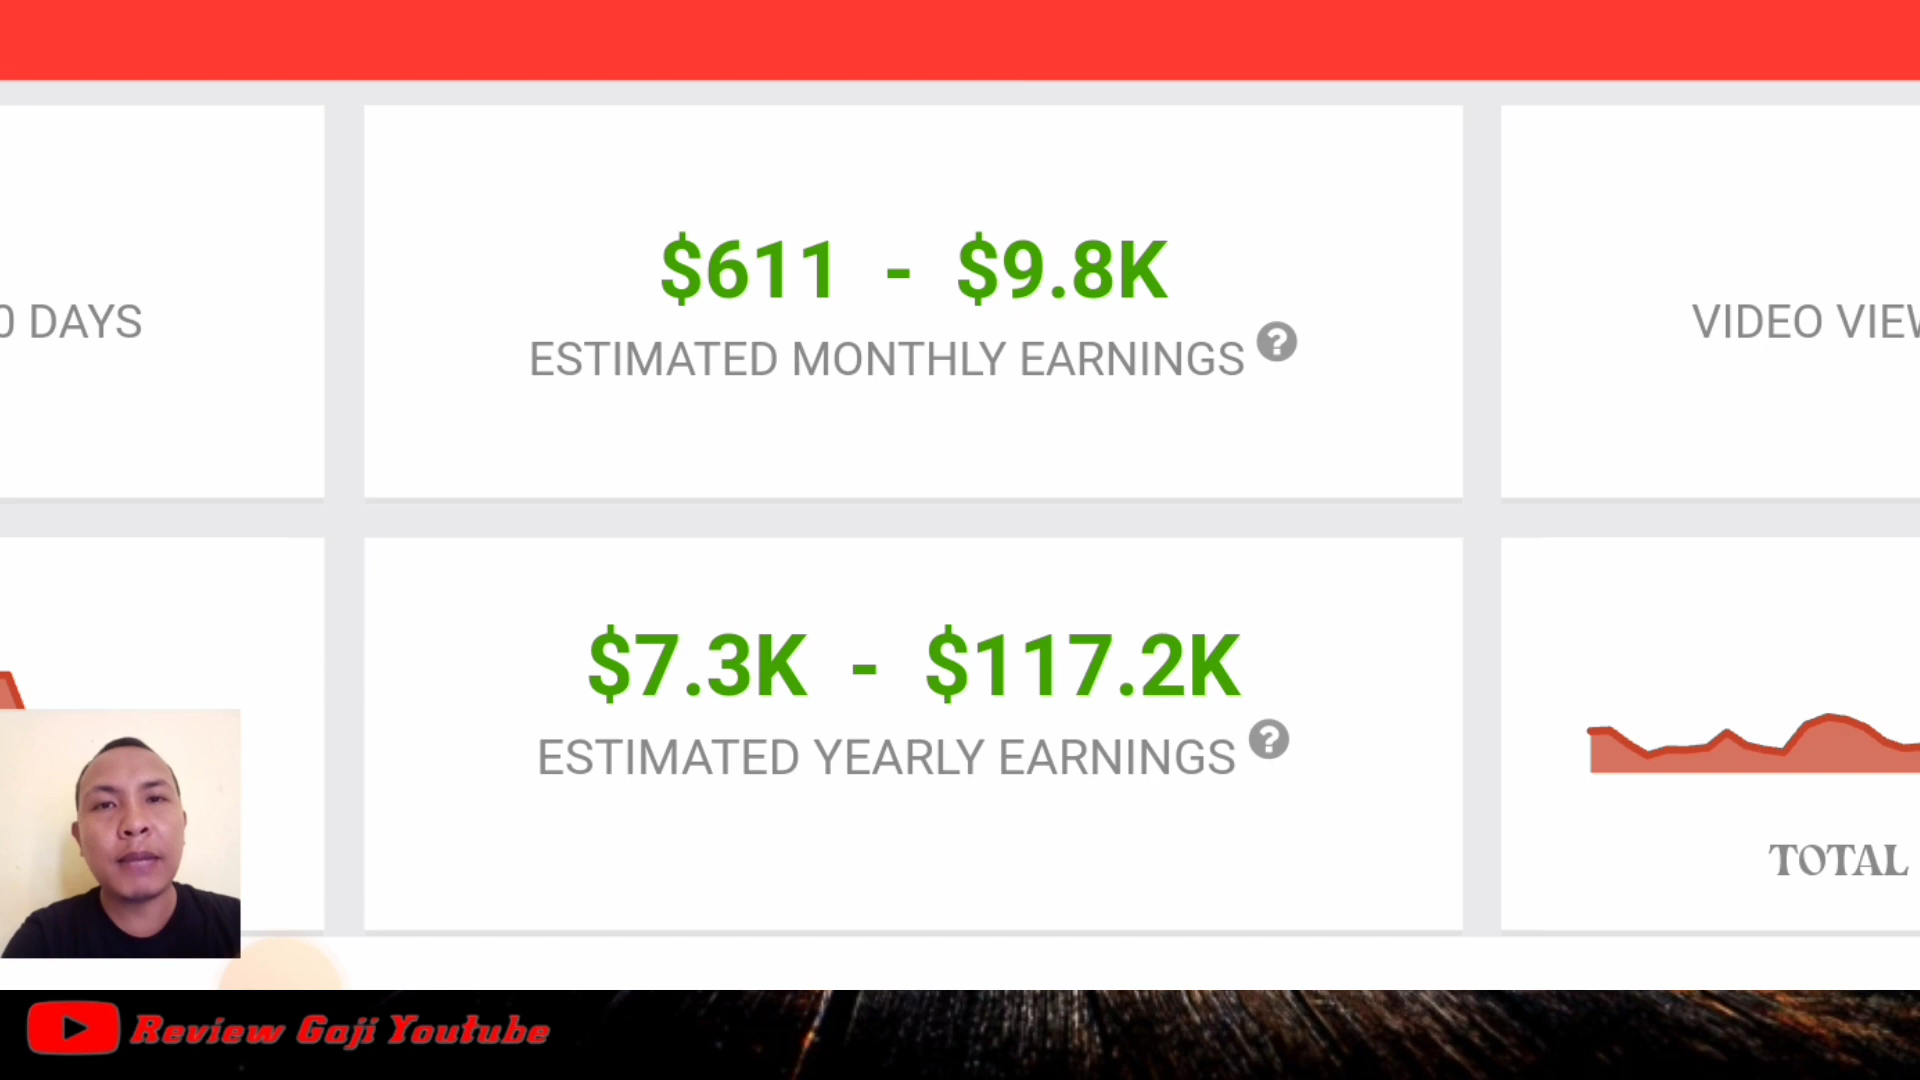 $611 - $9.8K
0 DAYS
ESTIMATED MONTHLY EARNINGS ?
VIDEO VIEW
$7.3K - $117.2K
ESTIMATED YEARLY EARNINGS ?
TOTAL
Review Gaji Youtube